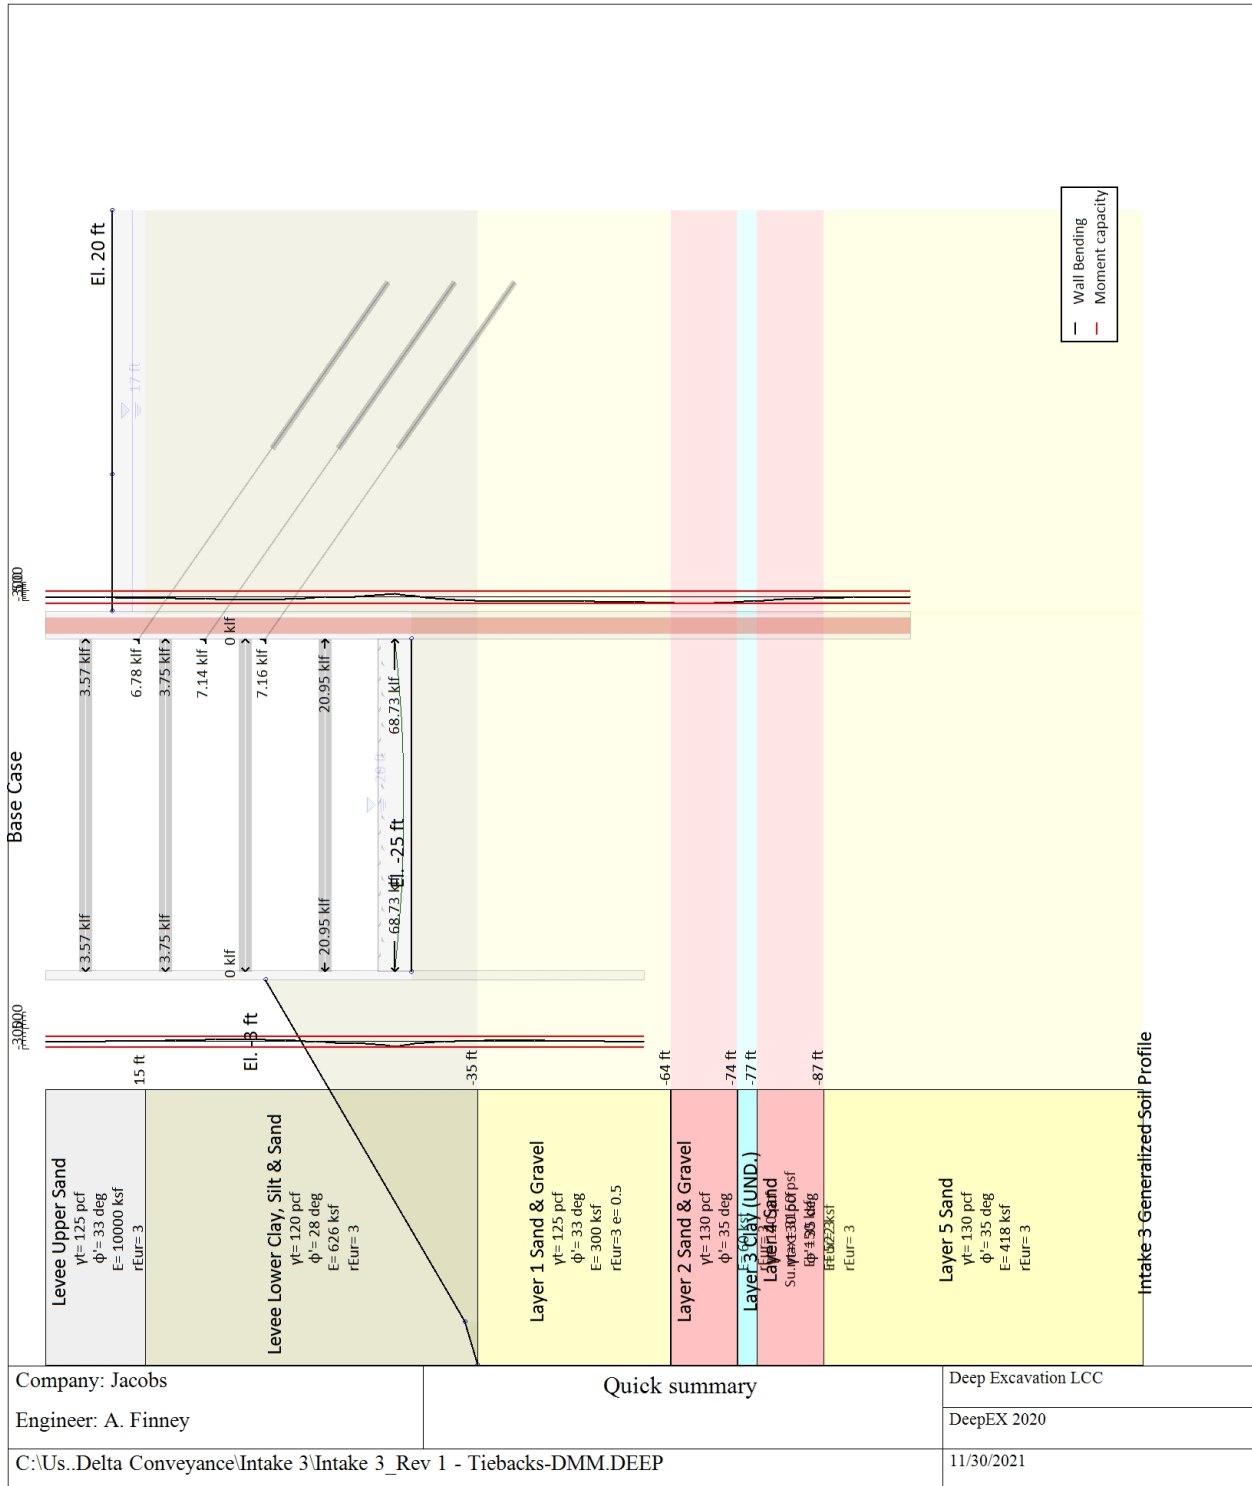 Base Case
El. 20 ft
17 ft
Wall Bending
Moment capacity
0 klf
3.57 klf
6.78 klf
3.75 klf
7.14 klf
7.16 klf
20.95 klf
68.73 klf
-28 ft
El. -25 ft
3.57 klf
3.75 klf
0 klf
20.95 klf
68.73 klf
El. -3 ft
15 ft
-35 ft
-64 ft
-74 ft
-77 ft
-87 ft
Levee Upper Sand
γt= 125 pcf
ϕ'= 33 deg
E= 10000 ksf
rEur= 3
Levee Lower Clay, Silt & Sand
γt= 120 pcf
ϕ'= 28 deg
E= 626 ksf
rEur= 3
Layer 1 Sand & Gravel
γt= 125 pcf
ϕ'= 33 deg
E= 300 ksf
rEur=3 e= 0.5
Layer 2 Sand & Gravel
γt= 130 pcf
ϕ'= 35 deg
Layer 3 Clay (UND.)
Layer 4 Sand
rEur= 3
Layer 5 Sand
γt= 130 pcf
ϕ'= 35 deg
E= 418 ksf
rEur= 3
Intake 3 Generalized Soil Profile
Company: Jacobs
Engineer: A. Finney
Quick summary
Deep Excavation LCC
DeepEX 2020
C:\Us..Delta Conveyance\Intake 3\Intake 3_Rev 1 - Tiebacks-DMM.DEEP
11/30/2021